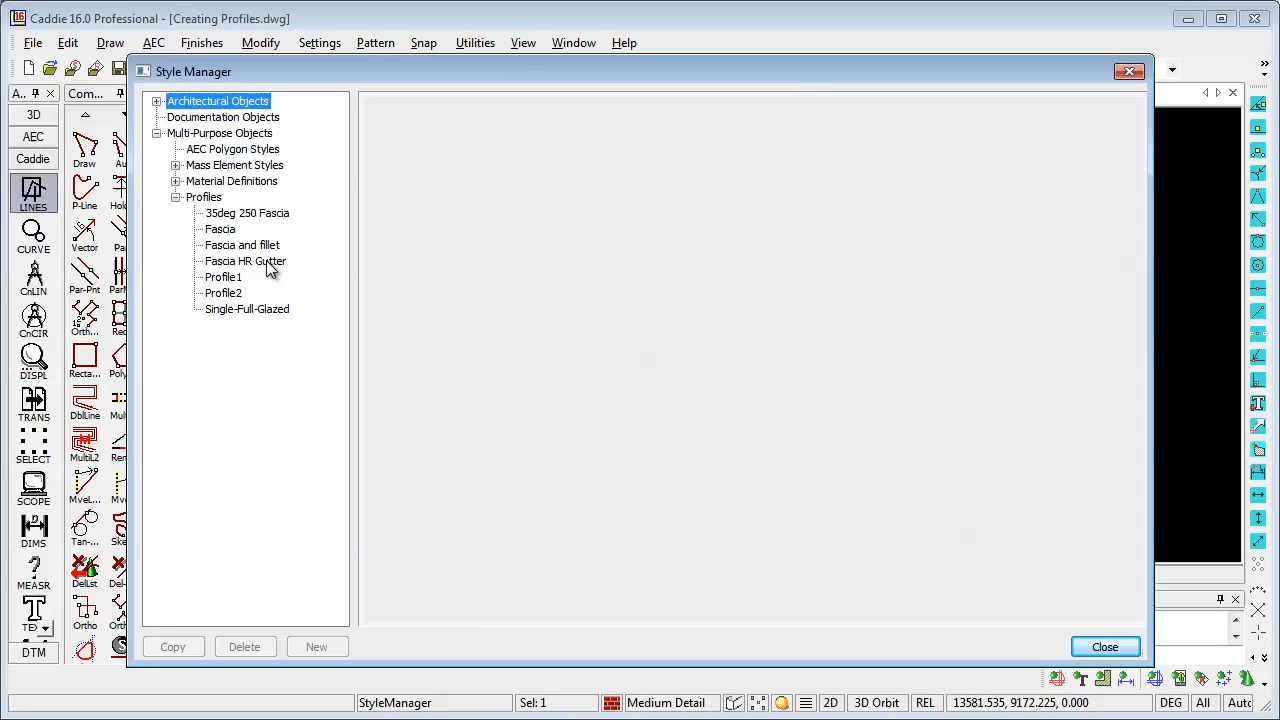 Caddie 16.0 Professional - [Creating Profiles.dwg]
File Edit Draw AEC Finishes Modify Settings Pattern Snap Utilities View Window Help
Style Manager
A.. Com...
3D
AEC
Caddie
LINES
CURVE
CnLIN
CnCIR
DISPL
TRANS
SELECT
SCOPE
DIMS
MEASR
DTM
Draw
P-Line
Vector
Par-Pnt
Orth...
Recta...
DblLine
MultiL2
MveL...
Tan-...
DelLst
Ortho
Architectural Objects
Documentation Objects
Multi-Purpose Objects
AEC Polygon Styles
Mass Element Styles
Material Definitions
Profiles
35deg 250 Fascia
Fascia
Fascia and fillet
Fascia HR Gutter
Profile1
Profile2
Single-Full-Glazed
Copy Delete New Close
StyleManager Sel: 1 Medium Detail 2D 3D Orbit REL 13581.535, 9172.225, 0.000 DEG All Auto